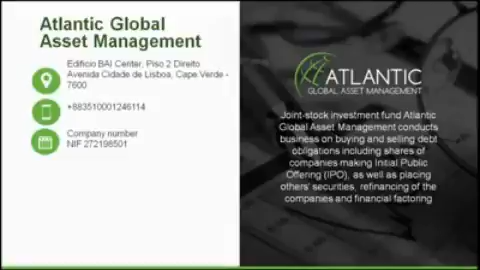 Atlantic Global
Asset Management
Edificio BAI Center, Piso 2 Direito
Avenida Cidade de Lisboa, Cape Verde -
7600
+883510001246114
Company number
NIF 272198501
ATLANTIC
GLOBAL ASSET MANAGEMENT
Joint-stock investment fund Atlantic
Global Asset Management conducts
business on buying and selling debt
obligations including shares of
companies making Initial Public
Offering (IPO), as well as placing
others' securities, refinancing of the
companies and financial factoring